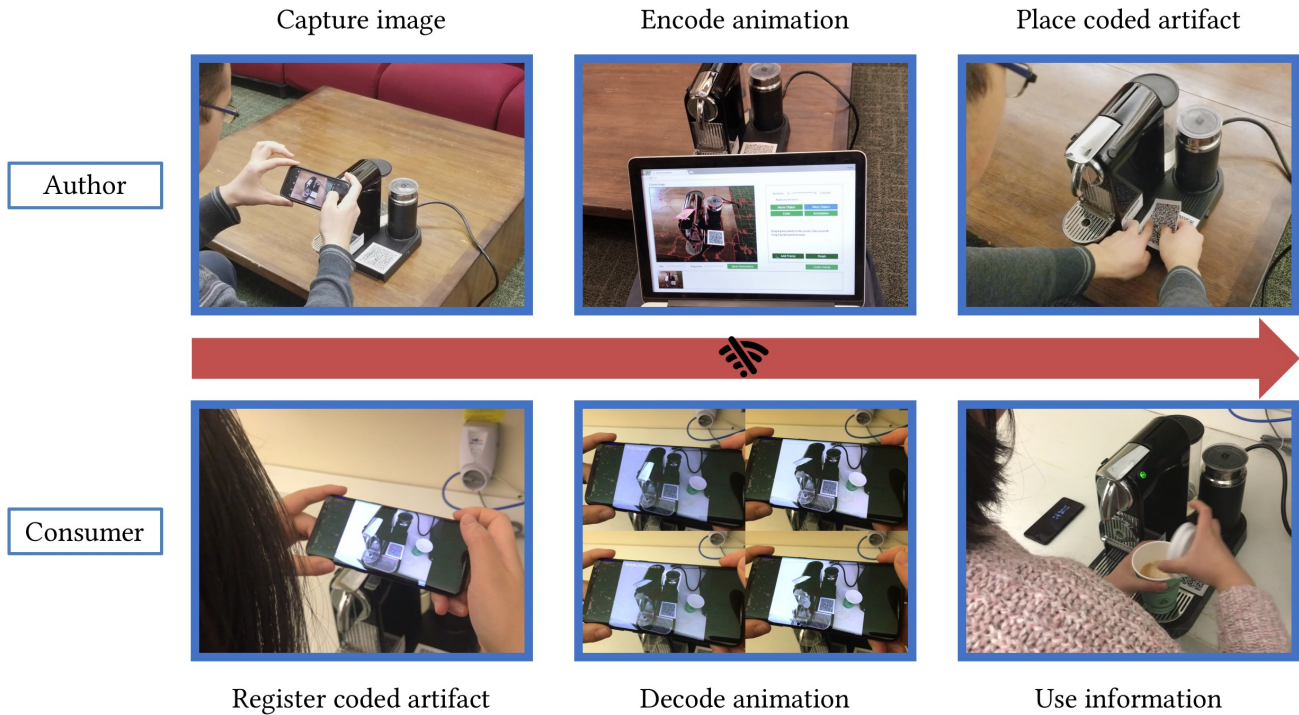 Capture image
Encode animation
Place coded artifact
Author
Consumer
Register coded artifact
Decode animation
Use information